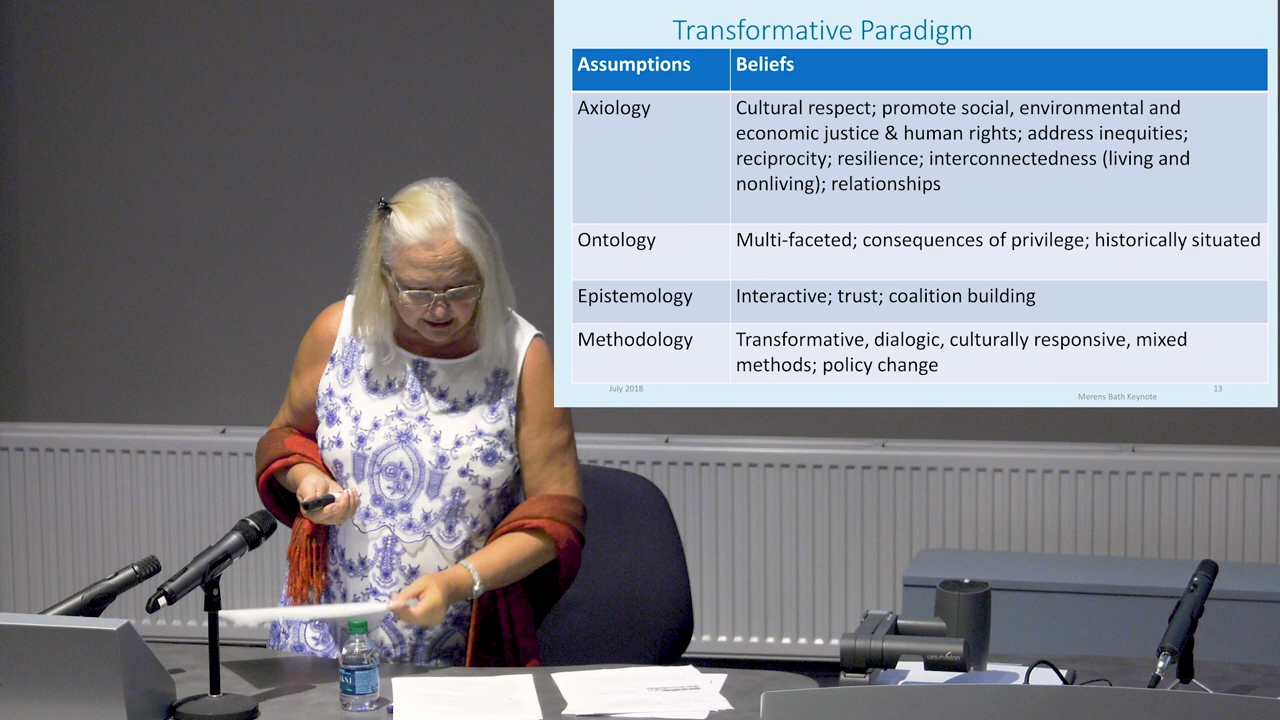 Transformative Paradigm
Assumptions
Beliefs
Axiology
Cultural respect; promote social, environmental and
economic justice & human rights; address inequities;
reciprocity; resilience; interconnectedness (living and
nonliving); relationships
Ontology
Multi-faceted; consequences of privilege; historically situated
Epistemology
Interactive; trust; coalition building
Methodology
Transformative, dialogic, culturally responsive, mixed
methods; policy change
July 2018
Merens Bath Keynote
13